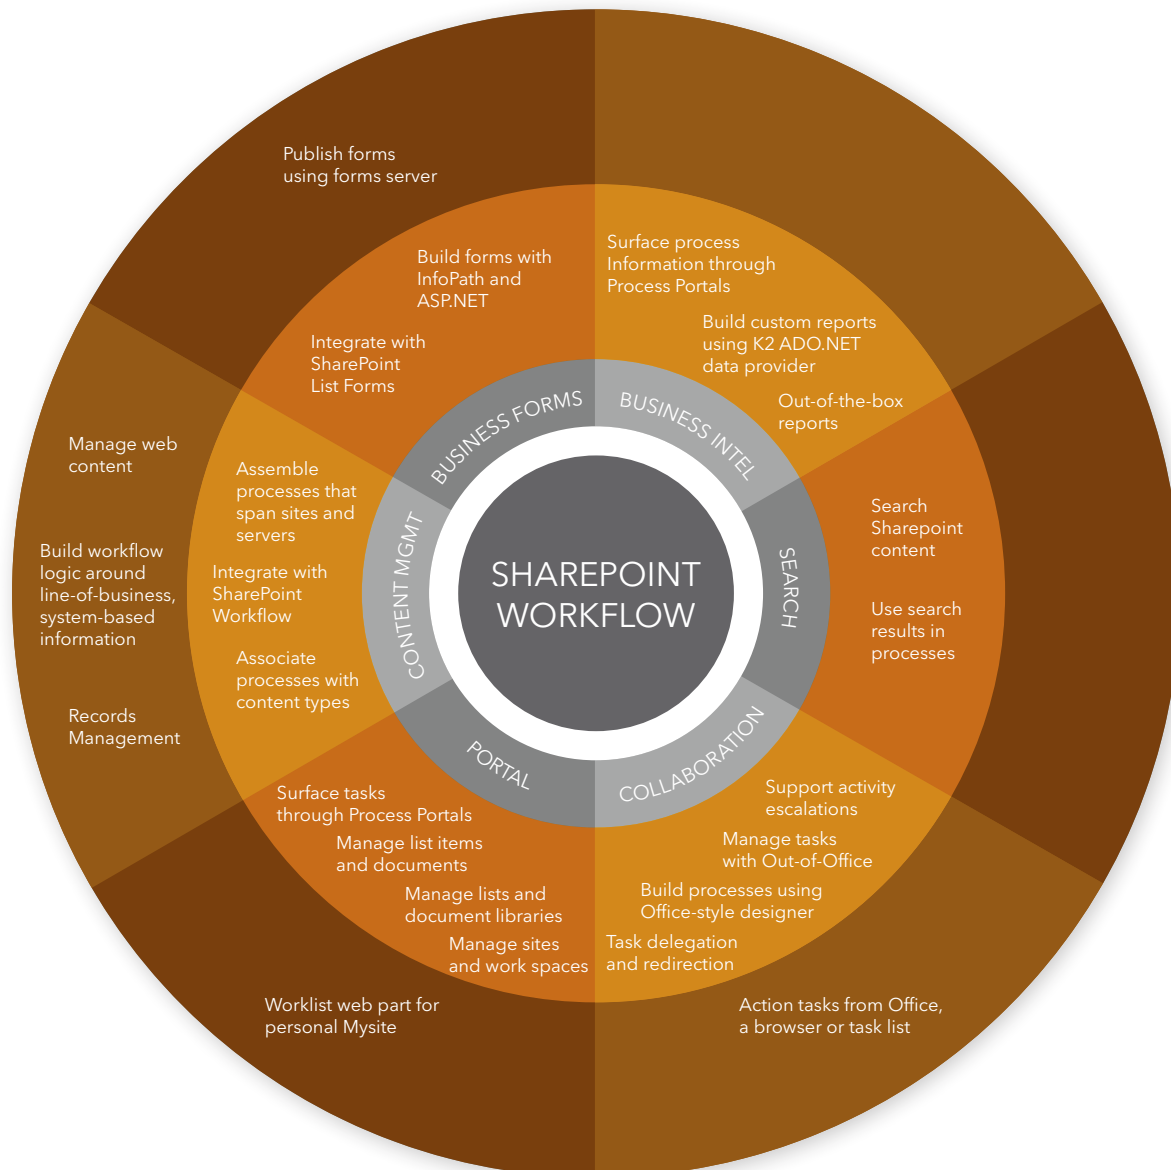 SHAREPOINT
WORKFLOW
BUSINESS FORMS
Publish forms
using forms server
Build forms with
InfoPath and
ASP.NET
Integrate with
SharePoint
List Forms
BUSINESS INTEL
Surface process
Information through
Process Portals
Build custom reports
using K2 ADO.NET
data provider
Out-of-the-box
reports
SEARCH
Search
Sharepoint
content
Use search
results in
processes
COLLABORATION
Support activity
escalations
Manage tasks
with Out-of-Office
Build processes using
Office-style designer
Task delegation
and redirection
Action tasks from Office,
a browser or task list
PORTAL
Surface tasks
through Process Portals
Manage list items
and documents
Manage lists and
document libraries
Manage sites
and work spaces
Worklist web part for
personal Mysite
CONTENT MGMT
Assemble
processes that
span sites and
servers
Integrate with
SharePoint
Workflow
Associate
processes with
content types
Manage web
content
Build workflow
logic around
line-of-business,
system-based
information
Records
Management